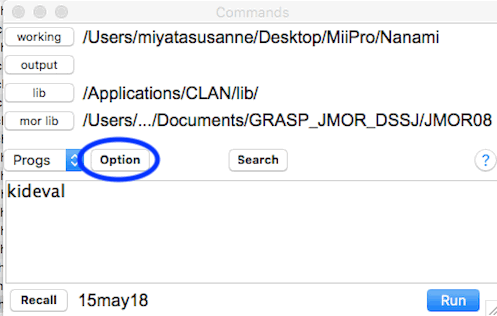 Commands
working /Users/miyatasusanne/Desktop/MiiPro/Nanami
output
lib /Applications/CLAN/lib/
mor lib /Users/.../Documents/GRASP_JMOR_DSSJ/JMOR08
Progs Option Search ?
kideval
Recall 15may18 Run